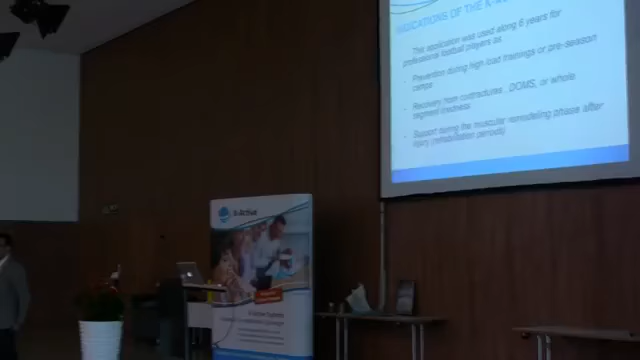 INDICATIONS OF THE K-A
This application was used along 6 years for
professional football players as
- Prevention during high load trainings or pre-season
camps
- Recovery from contractures, DOMS, or whole
segment tiredness
- Support during the muscular remodeling phase after
injury (rehabilitation periods)
K-Active